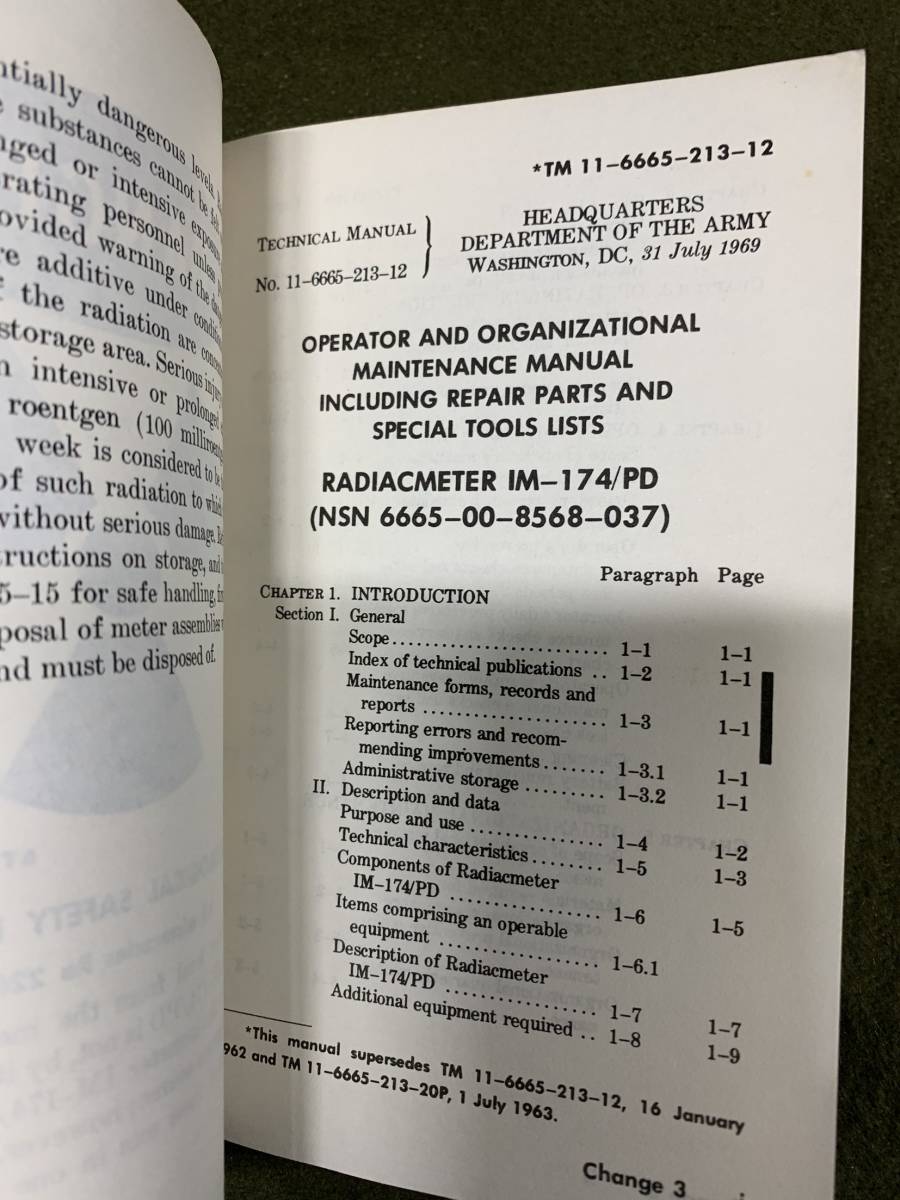 ntially dangerous levels
substances cannot be
aged or intensive
rating personnel unless
ovided warning of the
re additive under
f the radiation are
storage area. Serious
n intensive or prolonged
roentgen (100
week is considered to be
of such radiation to which
without serious damage.
tructions on storage, and
5–15 for safe handling,
posal of meter assemblies
nd must be disposed of.
*TM 11–6665–213–12
TECHNICAL MANUAL
No. 11–6665–213–12
HEADQUARTERS
DEPARTMENT OF THE ARMY
WASHINGTON, DC, 31 July 1969
OPERATOR AND ORGANIZATIONAL
MAINTENANCE MANUAL
INCLUDING REPAIR PARTS AND
SPECIAL TOOLS LISTS
RADIACMETER IM–174/PD
(NSN 6665–00–8568–037)
Paragraph Page
CHAPTER 1. INTRODUCTION
Section I. General
Scope ........................ 1–1 1–1
Index of technical publications .. 1–2 1–1
Maintenance forms, records and
reports ..................... 1–3 1–1
Reporting errors and recom-
mending improvements ....... 1–3.1 1–1
Administrative storage ......... 1–3.2 1–1
II. Description and data
Purpose and use ............... 1–4 1–2
Technical characteristics ........ 1–5 1–3
Components of Radiacmeter
IM–174/PD ................. 1–6 1–5
Items comprising an operable
equipment .................. 1–6.1
Description of Radiacmeter
IM–174/PD ................. 1–7 1–7
Additional equipment required .. 1–8 1–9
*This manual supersedes TM 11–6665–213–12, 16 January
962 and TM 11–6665–213–20P, 1 July 1963.
Change 3